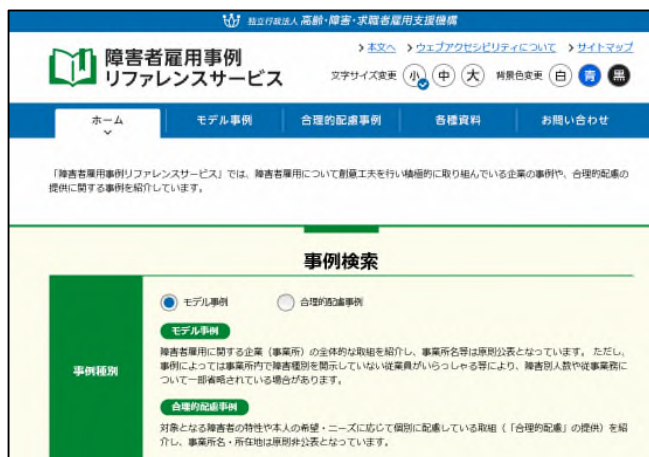 独立行政法人 高齢・障害・求職者雇用支援機構
本文へ ウェブアクセシビリティについて サイトマップ
障害者雇用事例
リファレンスサービス
文字サイズ変更 小 中 大 背景色変更 白 青 黒
ホーム モデル事例 合理的配慮事例 各種資料 お問い合わせ
「障害者雇用事例リファレンスサービス」では、障害者雇用について創意工夫を行い積極的に取り組んでいる企業の事例や、合理的配慮の
提供に関する事例を紹介しています。
事例検索
事例種別
モデル事例 合理的配慮事例
モデル事例
障害者雇用に関する企業（事業所）の全体的な取組を紹介し、事業所名等は原則公表となっています。ただし、
事例によっては事業所内で障害種別を開示していない従業員がいらっしゃる等により、障害別人数や従事業務に
ついて一部省略されている場合があります。
合理的配慮事例
対象となる障害者の特性や本人の希望・ニーズに応じて個別に配慮している取組（「合理的配慮」の提供）を紹
介し、事業所名・所在地は原則非公表となっています。